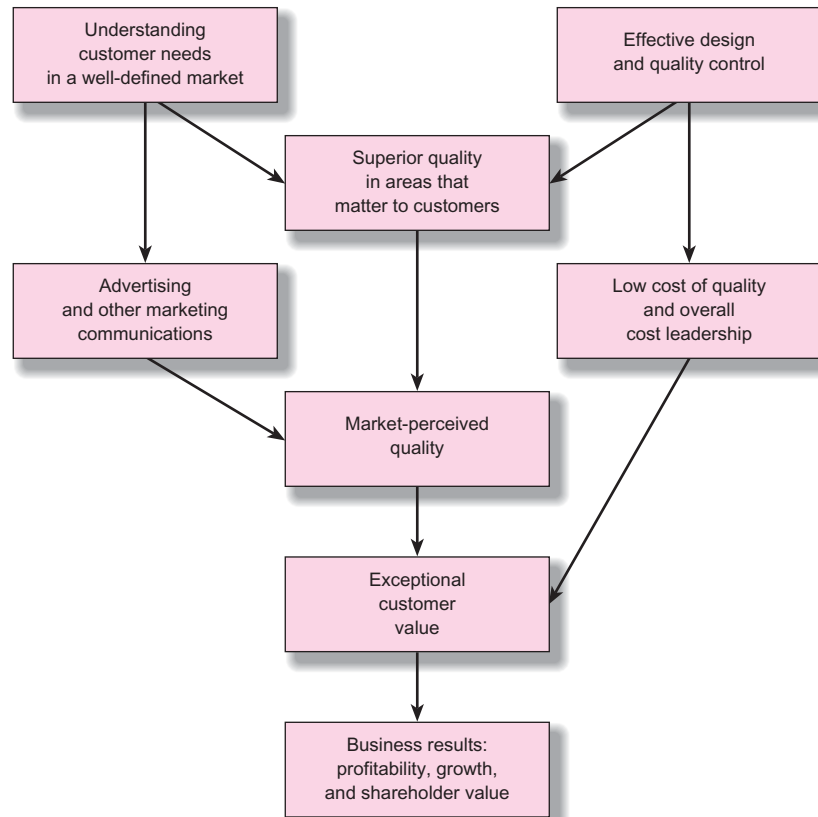 Understanding
customer needs
in a well-defined market
Effective design
and quality control
Superior quality
in areas that
matter to customers
Advertising
and other marketing
communications
Low cost of quality
and overall
cost leadership
Market-perceived
quality
Exceptional
customer
value
Business results:
profitability, growth,
and shareholder value